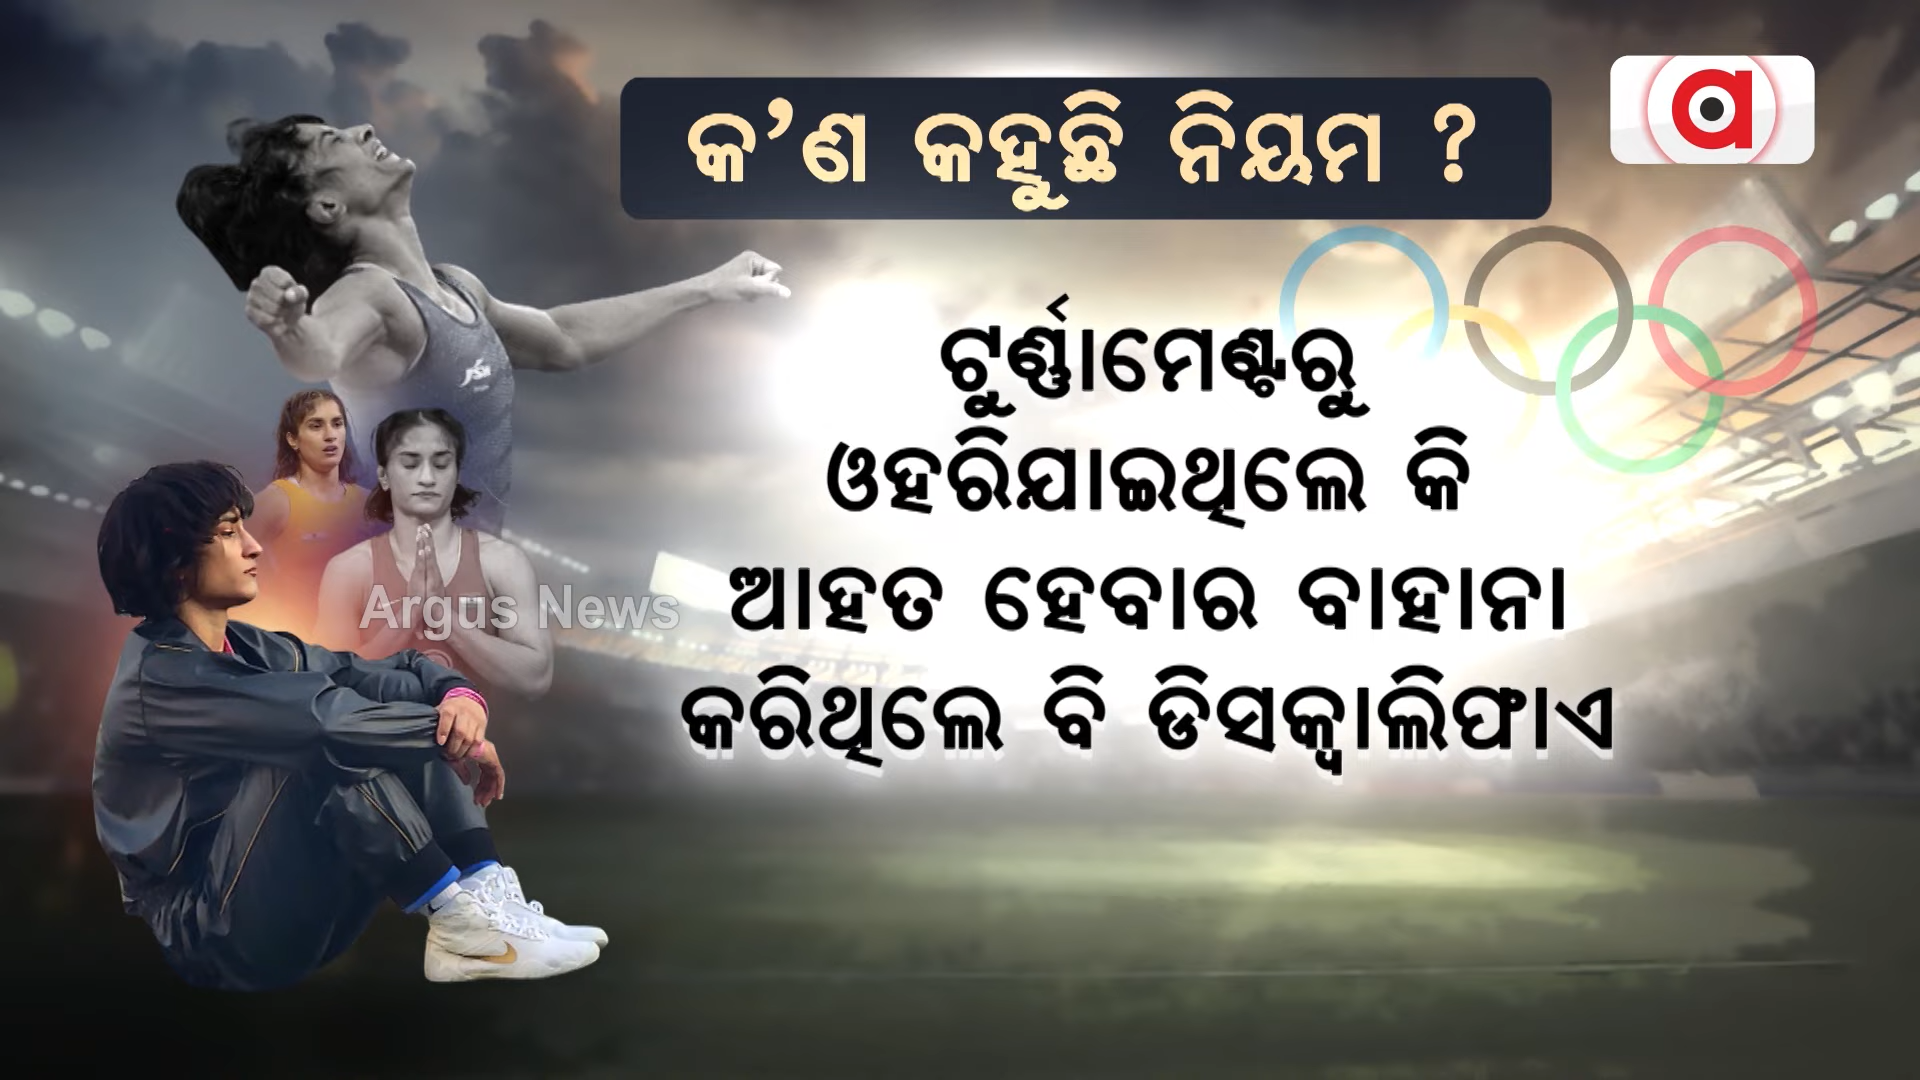 କ'ଣ କହୁଛି ନିୟମ ?
ଟୁର୍ଣ୍ଣାମେଣ୍ଟରୁ
ଓହରିଯାଇଥିଲେ କି
ଆହତ ହେବାର ବାହାନା
କରିଥିଲେ ବି ଡିସକ୍ୱାଲିଫାଏ
Argus News